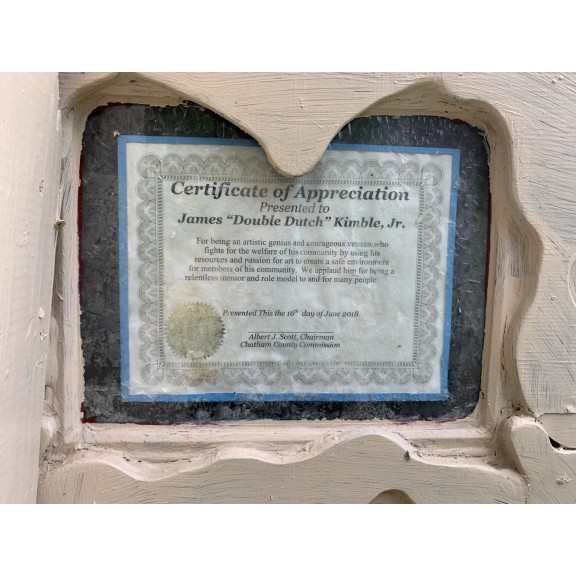 Certificate of Appreciation
Presented to
James "Double Dutch" Kimble, Jr.
For being an artistic genius and courageous veteran who
fights for the welfare of his community by using his
resources and passion for art to create a safe environment
for members of his community. We applaud him for being a
relentless mentor and role model to and for many people
Presented This the 16th day of June 2018.
Albert J. Scott, Chairman
Chatham County Commission